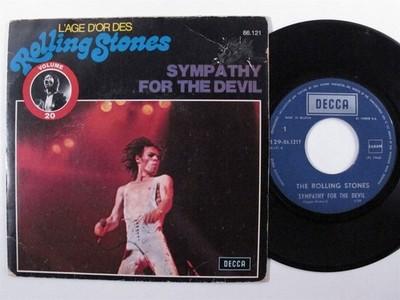 L'AGE D'OR DES
Rolling Stones
86.121
VOLUME
20
SYMPATHY
FOR THE DEVIL
DECCA
DECCA
1
THE ROLLING STONES
SYMPATHY FOR THE DEVIL